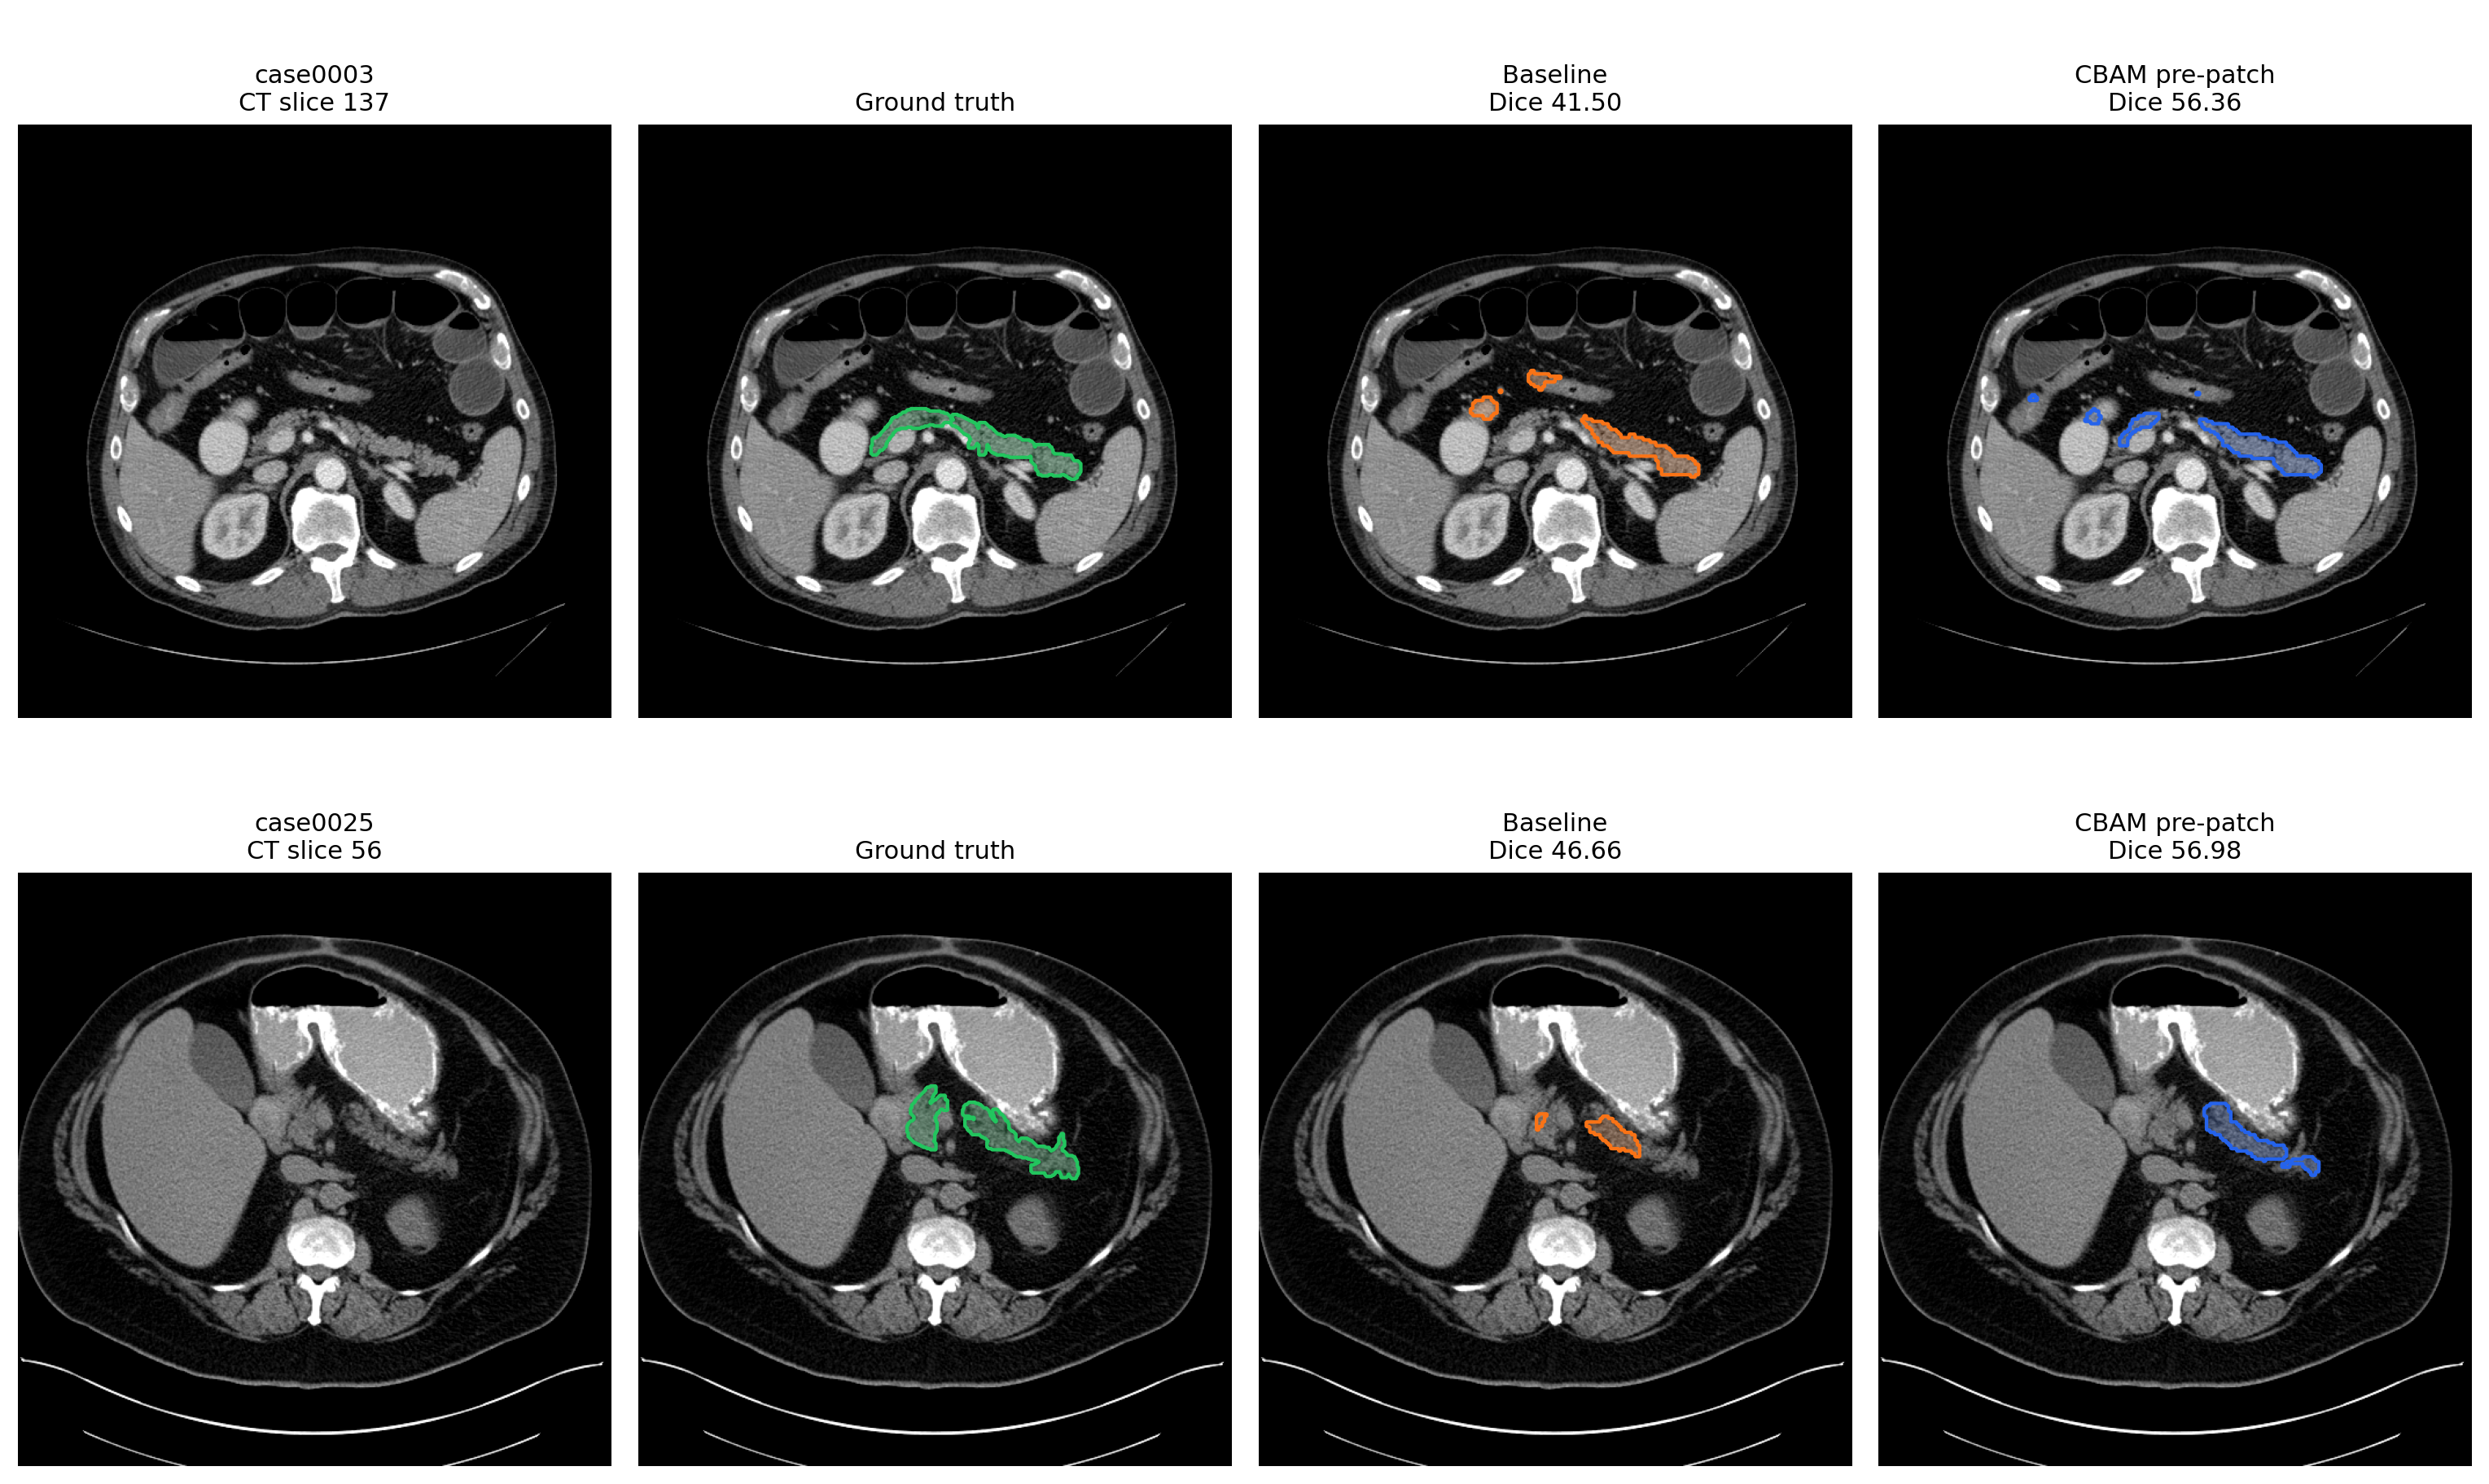 case0003
CT slice 137
Ground truth
Baseline
Dice 41.50
CBAM pre-patch
Dice 56.36
case0025
CT slice 56
Ground truth
Baseline
Dice 46.66
CBAM pre-patch
Dice 56.98